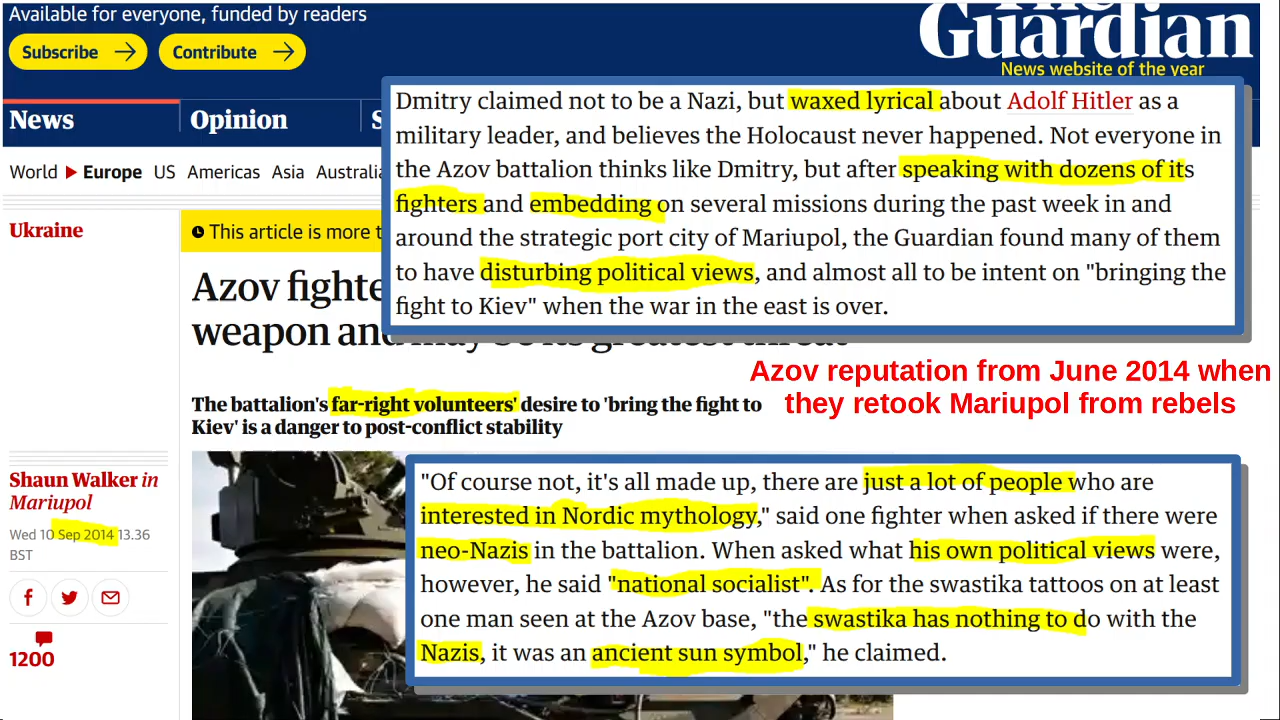 Available for everyone, funded by readers
Subscribe
Contribute
The
Guardian
News website of the year
News
Opinion
S
World
Europe
US
Americas
Asia
Australia
Dmitry claimed not to be a Nazi, but waxed lyrical about Adolf Hitler as a
military leader, and believes the Holocaust never happened. Not everyone in
the Azov battalion thinks like Dmitry, but after speaking with dozens of its
fighters and embedding on several missions during the past week in and
around the strategic port city of Mariupol, the Guardian found many of them
to have disturbing political views, and almost all to be intent on "bringing the
fight to Kiev" when the war in the east is over.
Ukraine
This article is more t
Azov fighte
weapon and may be its greatest threat
Azov reputation from June 2014 when
they retook Mariupol from rebels
The battalion's far-right volunteers' desire to 'bring the fight to
Kiev' is a danger to post-conflict stability
Shaun Walker in
Mariupol
Wed 10 Sep 2014 13.36
BST
1200
"Of course not, it's all made up, there are just a lot of people who are
interested in Nordic mythology," said one fighter when asked if there were
neo-Nazis in the battalion. When asked what his own political views were,
however, he said "national socialist". As for the swastika tattoos on at least
one man seen at the Azov base, "the swastika has nothing to do with the
Nazis, it was an ancient sun symbol," he claimed.